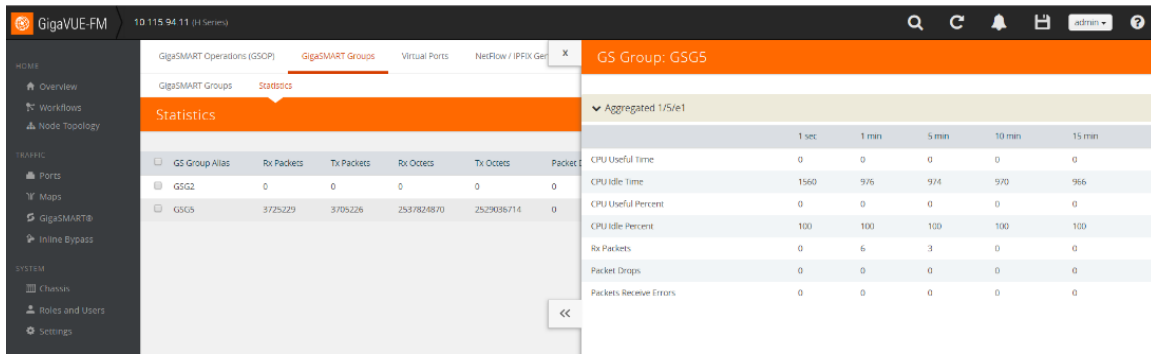 GigaVUE-FM 10.115.94.11 (H Series) admin
HOME
Overview
Workflows
Node Topology
TRAFFIC
Ports
Maps
GigaSMART®
Inline Bypass
SYSTEM
Chassis
Roles and Users
Settings
GigaSMART Operations (GSOP) GigaSMART Groups Virtual Ports NetFlow / IPFIX Gen
GigaSMART Groups Statistics
Statistics
GS Group Alias Rx Packets Tx Packets Rx Octets Tx Octets Packet D
GSG2 0 0 0 0 0
GSG5 3725229 3705226 2537824870 2529036714 0
x
GS Group: GSG5
Aggregated 1/5/e1
1 sec 1 min 5 min 10 min 15 min
CPU Useful Time 0 0 0 0 0
CPU Idle Time 1560 976 974 970 966
CPU Useful Percent 0 0 0 0 0
CPU Idle Percent 100 100 100 100 100
Rx Packets 0 6 3 0 0
Packet Drops 0 0 0 0 0
Packets Receive Errors 0 0 0 0 0